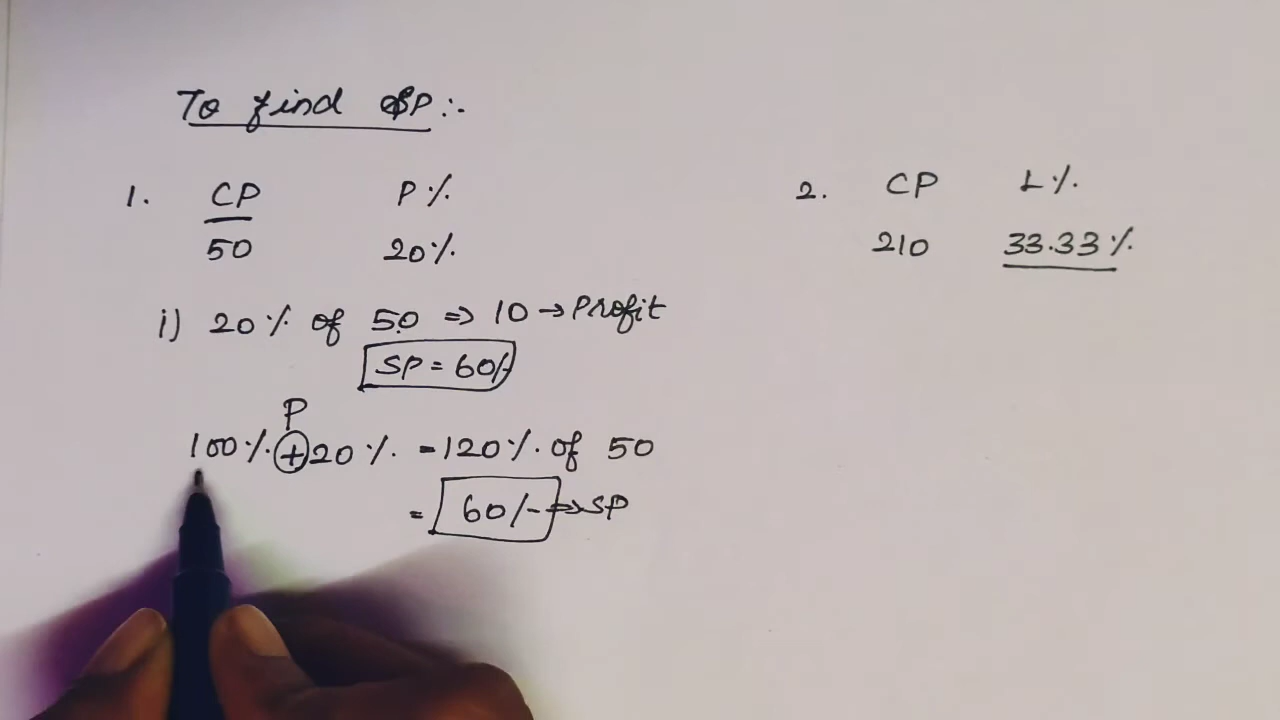 To find SP:-
1. CP P%
50 20%
i) 20% of 50 => 10 → Profit
SP = 60/-
P
100% + 20% = 120% of 50
= 60/- → SP
2. CP L%
210 33.33%